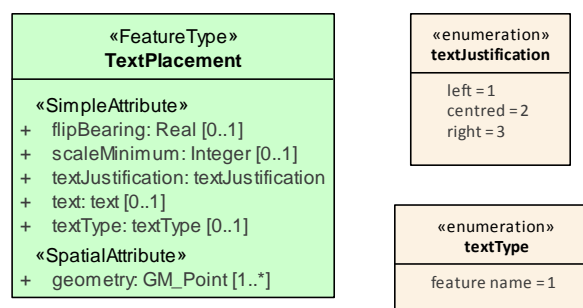 «FeatureType»
TextPlacement
«SimpleAttribute»
+ flipBearing: Real [0..1]
+ scaleMinimum: Integer [0..1]
+ textJustification: textJustification
+ text: text [0..1]
+ textType: textType [0..1]
«SpatialAttribute»
+ geometry: GM_Point [1..*]
«enumeration»
textJustification
left = 1
centred = 2
right = 3
«enumeration»
textType
feature name = 1